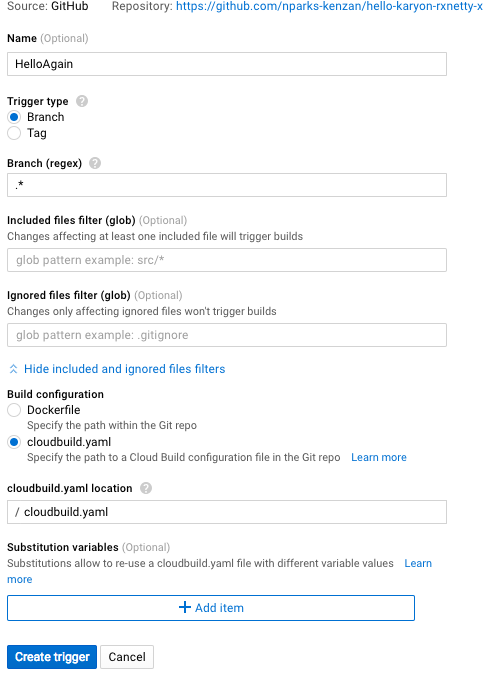 Source: GitHub Repository: https://github.com/nparks-kenzan/hello-karyon-rxnetty-x
Name (Optional)
HelloAgain
Trigger type ?
Branch
Tag
Branch (regex) ?
.*
Included files filter (glob) (Optional)
Changes affecting at least one included file will trigger builds
glob pattern example: src/*
Ignored files filter (glob) (Optional)
Changes only affecting ignored files won't trigger builds
glob pattern example: .gitignore
Hide included and ignored files filters
Build configuration
Dockerfile
Specify the path within the Git repo
cloudbuild.yaml
Specify the path to a Cloud Build configuration file in the Git repo Learn more
cloudbuild.yaml location ?
/ cloudbuild.yaml
Substitution variables (Optional)
Substitutions allow to re-use a cloudbuild.yaml file with different variable values Learn
more
+ Add item
Create trigger Cancel